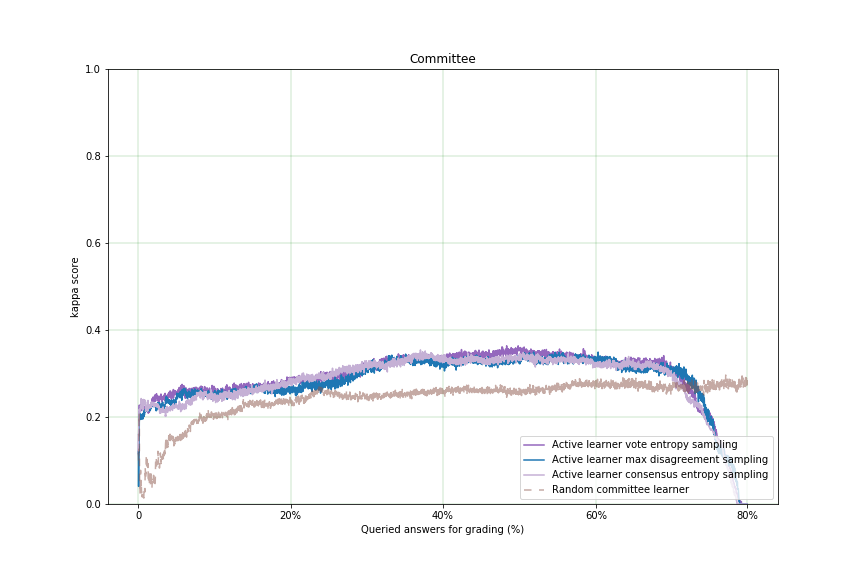 Committee
1.0
0.8
0.6
0.4
0.2
0.0
kappa score
0
20%
40%
60%
80%
Queried answers for grading (%)
Active learner vote entropy sampling
Active learner max disagreement sampling
Active learner consensus entropy sampling
Random committee learner